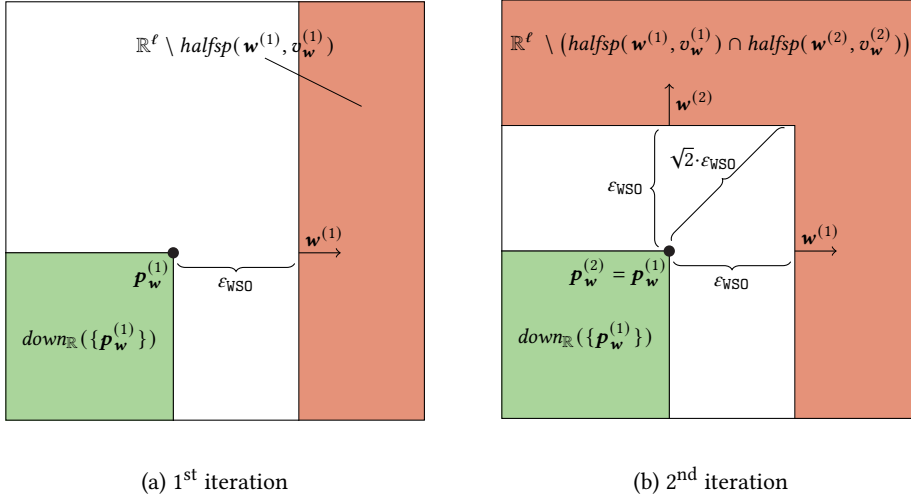 ℝ^ℓ \ halfsp(w^(1), v_w^(1))
w^(1)
p_w^(1)
ε_WSO
down_ℝ({p_w^(1)})
(a) 1^st iteration
ℝ^ℓ \ (halfsp(w^(1), v_w^(1)) ∩ halfsp(w^(2), v_w^(2)))
w^(2)
√2·ε_WSO
ε_WSO
w^(1)
p_w^(2) = p_w^(1)
ε_WSO
down_ℝ({p_w^(1)})
(b) 2^nd iteration